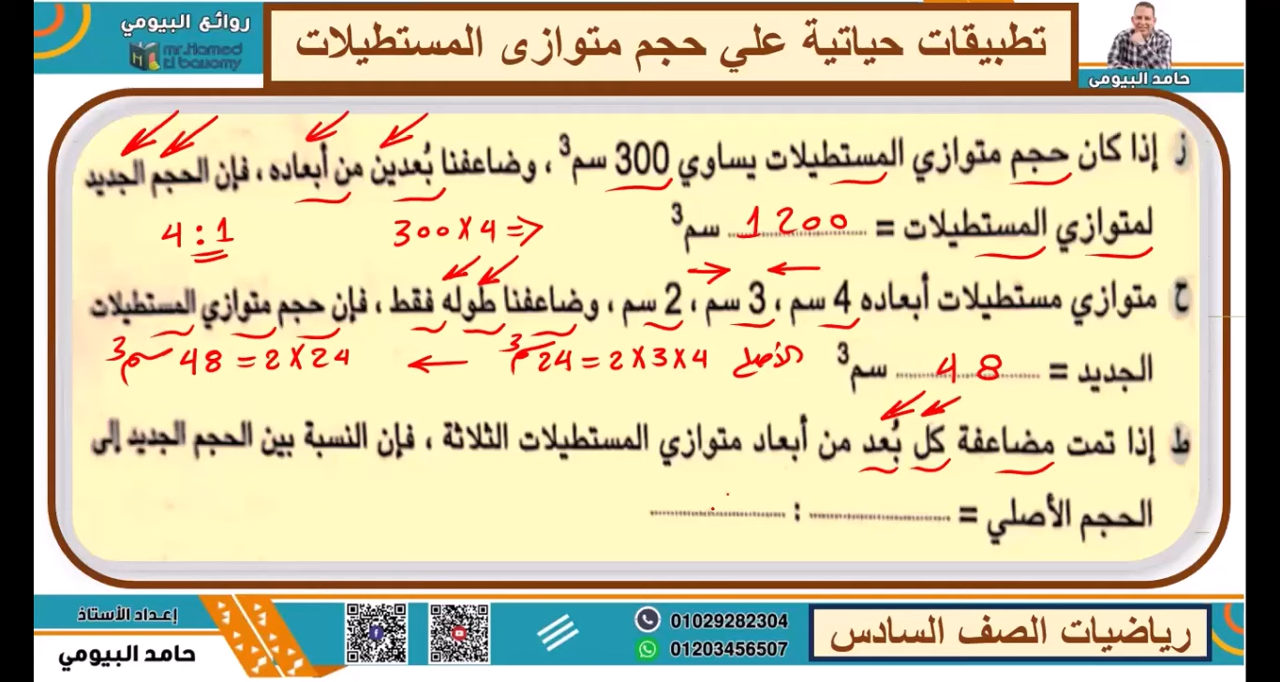 روائع البيومي
mr.Hamed
El bauomy
تطبيقات حياتية علي حجم متوازى المستطيلات
حامد البيومى
ز إذا كان حجم متوازي المستطيلات يساوي 300 سم3 ، وضاعفنا بُعدين من أبعاده ، فإن الحجم الجديد
لمتوازي المستطيلات = 1200 سم3
300 × 4 =>
4 : 1
ح متوازي مستطيلات أبعاده 4 سم ، 3 سم ، 2 سم ، وضاعفنا طوله فقط ، فإن حجم متوازي المستطيلات
الجديد = 48 سم3
الأصلي 4 × 3 × 2 = 24 سم3 ← 24 × 2 = 48 سم3
ط إذا تمت مضاعفة كل بُعد من أبعاد متوازي المستطيلات الثلاثة ، فإن النسبة بين الحجم الجديد إلى
الحجم الأصلي = .................. : ..................
رياضيات الصف السادس
01029282304
01203456507
إعداد الأستاذ
حامد البيومي